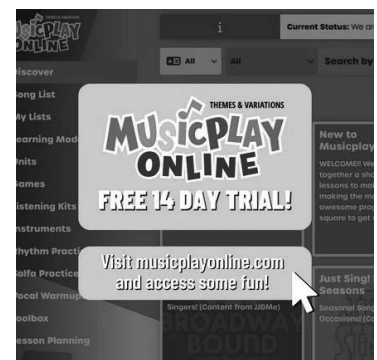 THEMES & VARIATIONS
MUSICPLAY
ONLINE
i
Current Status: We are
All
All
Search by
Discover
Song List
My Lists
Learning Mod
Units
Games
Listening Kits
Instruments
Rhythm Practi
Solfa Practice
Vocal Warmup
Toolbox
Lesson Planning
THEMES & VARIATIONS
MUSICPLAY
ONLINE
FREE 14 DAY TRIAL!
Visit musicplayonline.com
and access some fun!
New to
Musicplay
WELCOME!! We
together a sho
lessons to mak
making the mo
awesome prog
square to get s
Just Sing!
Seasons
Seasonal Song
Occasions! (Co
Singers! (Content from JJGMe)
BROADWAY
BOUND